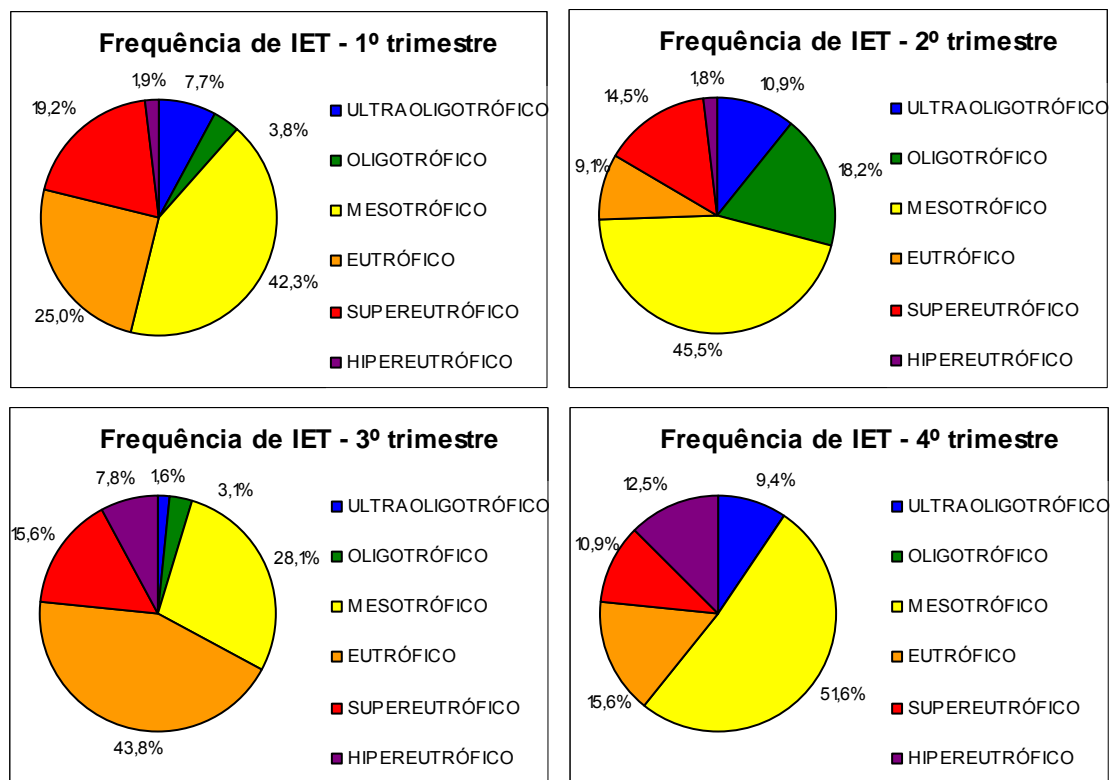 Frequência de IET - 1º trimestre
1,9%
7,7%
19,2%
3,8%
42,3%
25,0%
ULTRAOLIGOTRÓFICO
OLIGOTRÓFICO
MESOTRÓFICO
EUTRÓFICO
SUPEREUTRÓFICO
HIPEREUTRÓFICO
Frequência de IET - 2º trimestre
1,8%
10,9%
14,5%
9,1%
18,2%
45,5%
ULTRAOLIGOTRÓFICO
OLIGOTRÓFICO
MESOTRÓFICO
EUTRÓFICO
SUPEREUTRÓFICO
HIPEREUTRÓFICO
Frequência de IET - 3º trimestre
7,8%
1,6%
3,1%
15,6%
28,1%
43,8%
ULTRAOLIGOTRÓFICO
OLIGOTRÓFICO
MESOTRÓFICO
EUTRÓFICO
SUPEREUTRÓFICO
HIPEREUTRÓFICO
Frequência de IET - 4º trimestre
12,5%
9,4%
10,9%
15,6%
51,6%
ULTRAOLIGOTRÓFICO
OLIGOTRÓFICO
MESOTRÓFICO
EUTRÓFICO
SUPEREUTRÓFICO
HIPEREUTRÓFICO